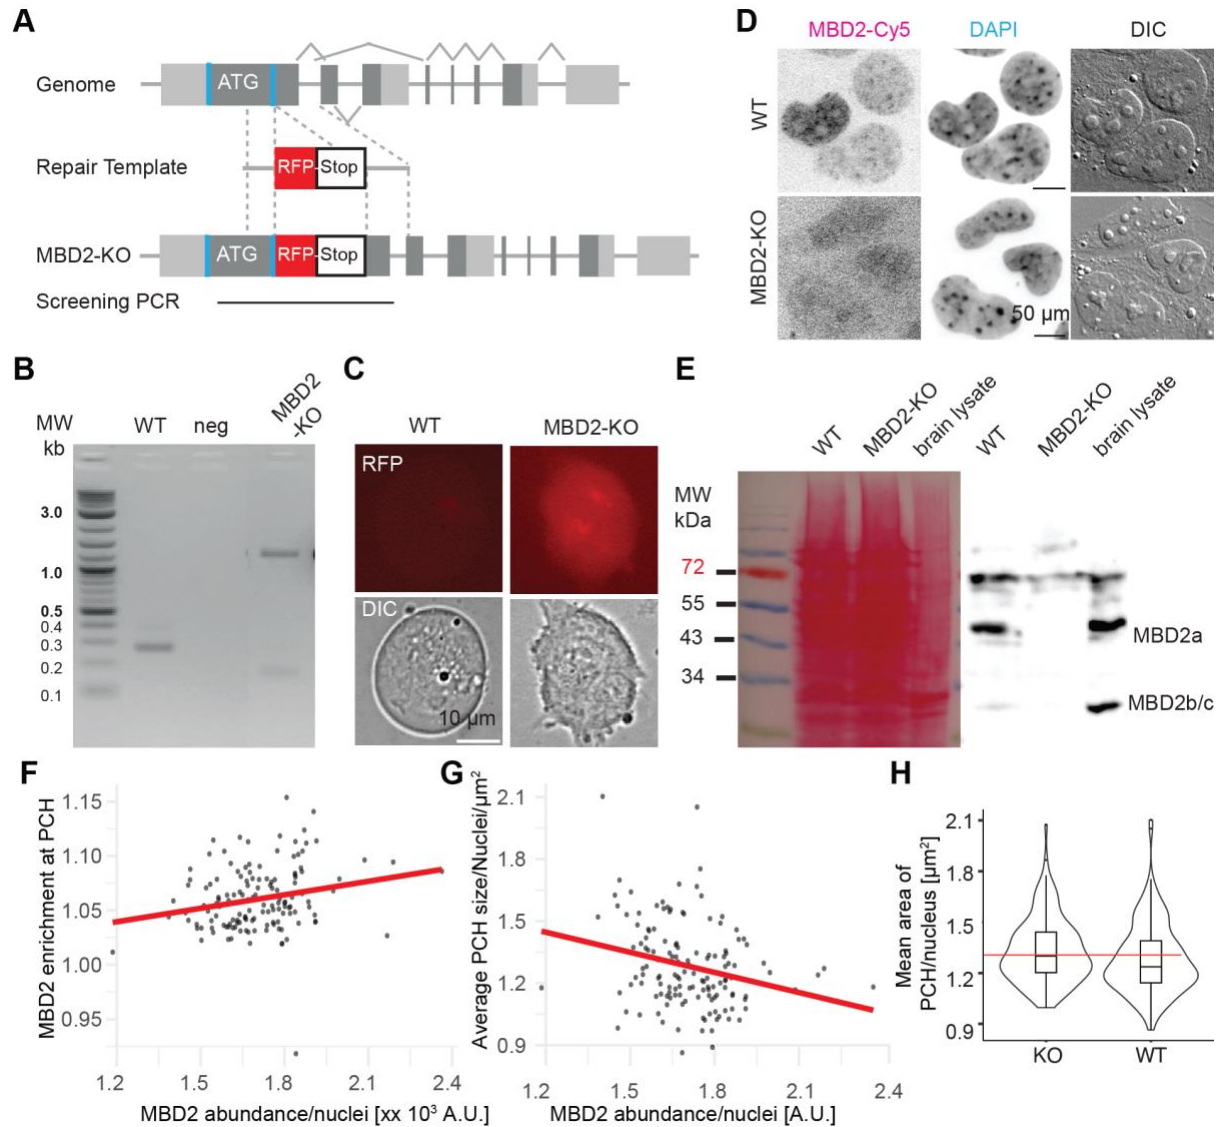 A
Genome
ATG
Repair Template
RFP-Stop
MBD2-KO
ATG
RFP-Stop
Screening PCR
B
MW
kb
WT
neg
MBD2
-KO
3.0
1.0
0.5
0.4
0.3
0.2
0.1
C
WT
MBD2-KO
RFP
DIC
10 µm
D
MBD2-Cy5
DAPI
DIC
WT
MBD2-KO
50 µm
E
WT
MBD2-KO
brain lysate
WT
MBD2-KO
brain lysate
MW
kDa
72
55
43
34
MBD2a
MBD2b/c
F
MBD2 enrichment at PCH
1.15
1.10
1.05
1.00
0.95
1.2 1.5 1.8 2.1 2.4
MBD2 abundance/nuclei [xx 10³ A.U.]
G
Average PCH size/Nuclei/µm²
2.1
1.8
1.5
1.2
0.9
1.2 1.5 1.8 2.1 2.4
MBD2 abundance/nuclei [A.U.]
H
Mean area of
PCH/nucleus [µm²]
2.1
1.8
1.2
0.9
KO WT